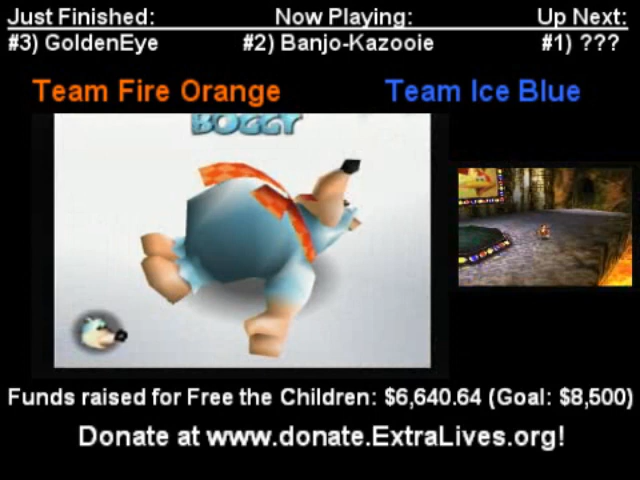 Just Finished: Now Playing: Up Next:
#3) GoldenEye #2) Banjo-Kazooie #1) ???
Team Fire Orange Team Ice Blue
BOGGY
Funds raised for Free the Children: $6,640.64 (Goal: $8,500)
Donate at www.donate.ExtraLives.org!